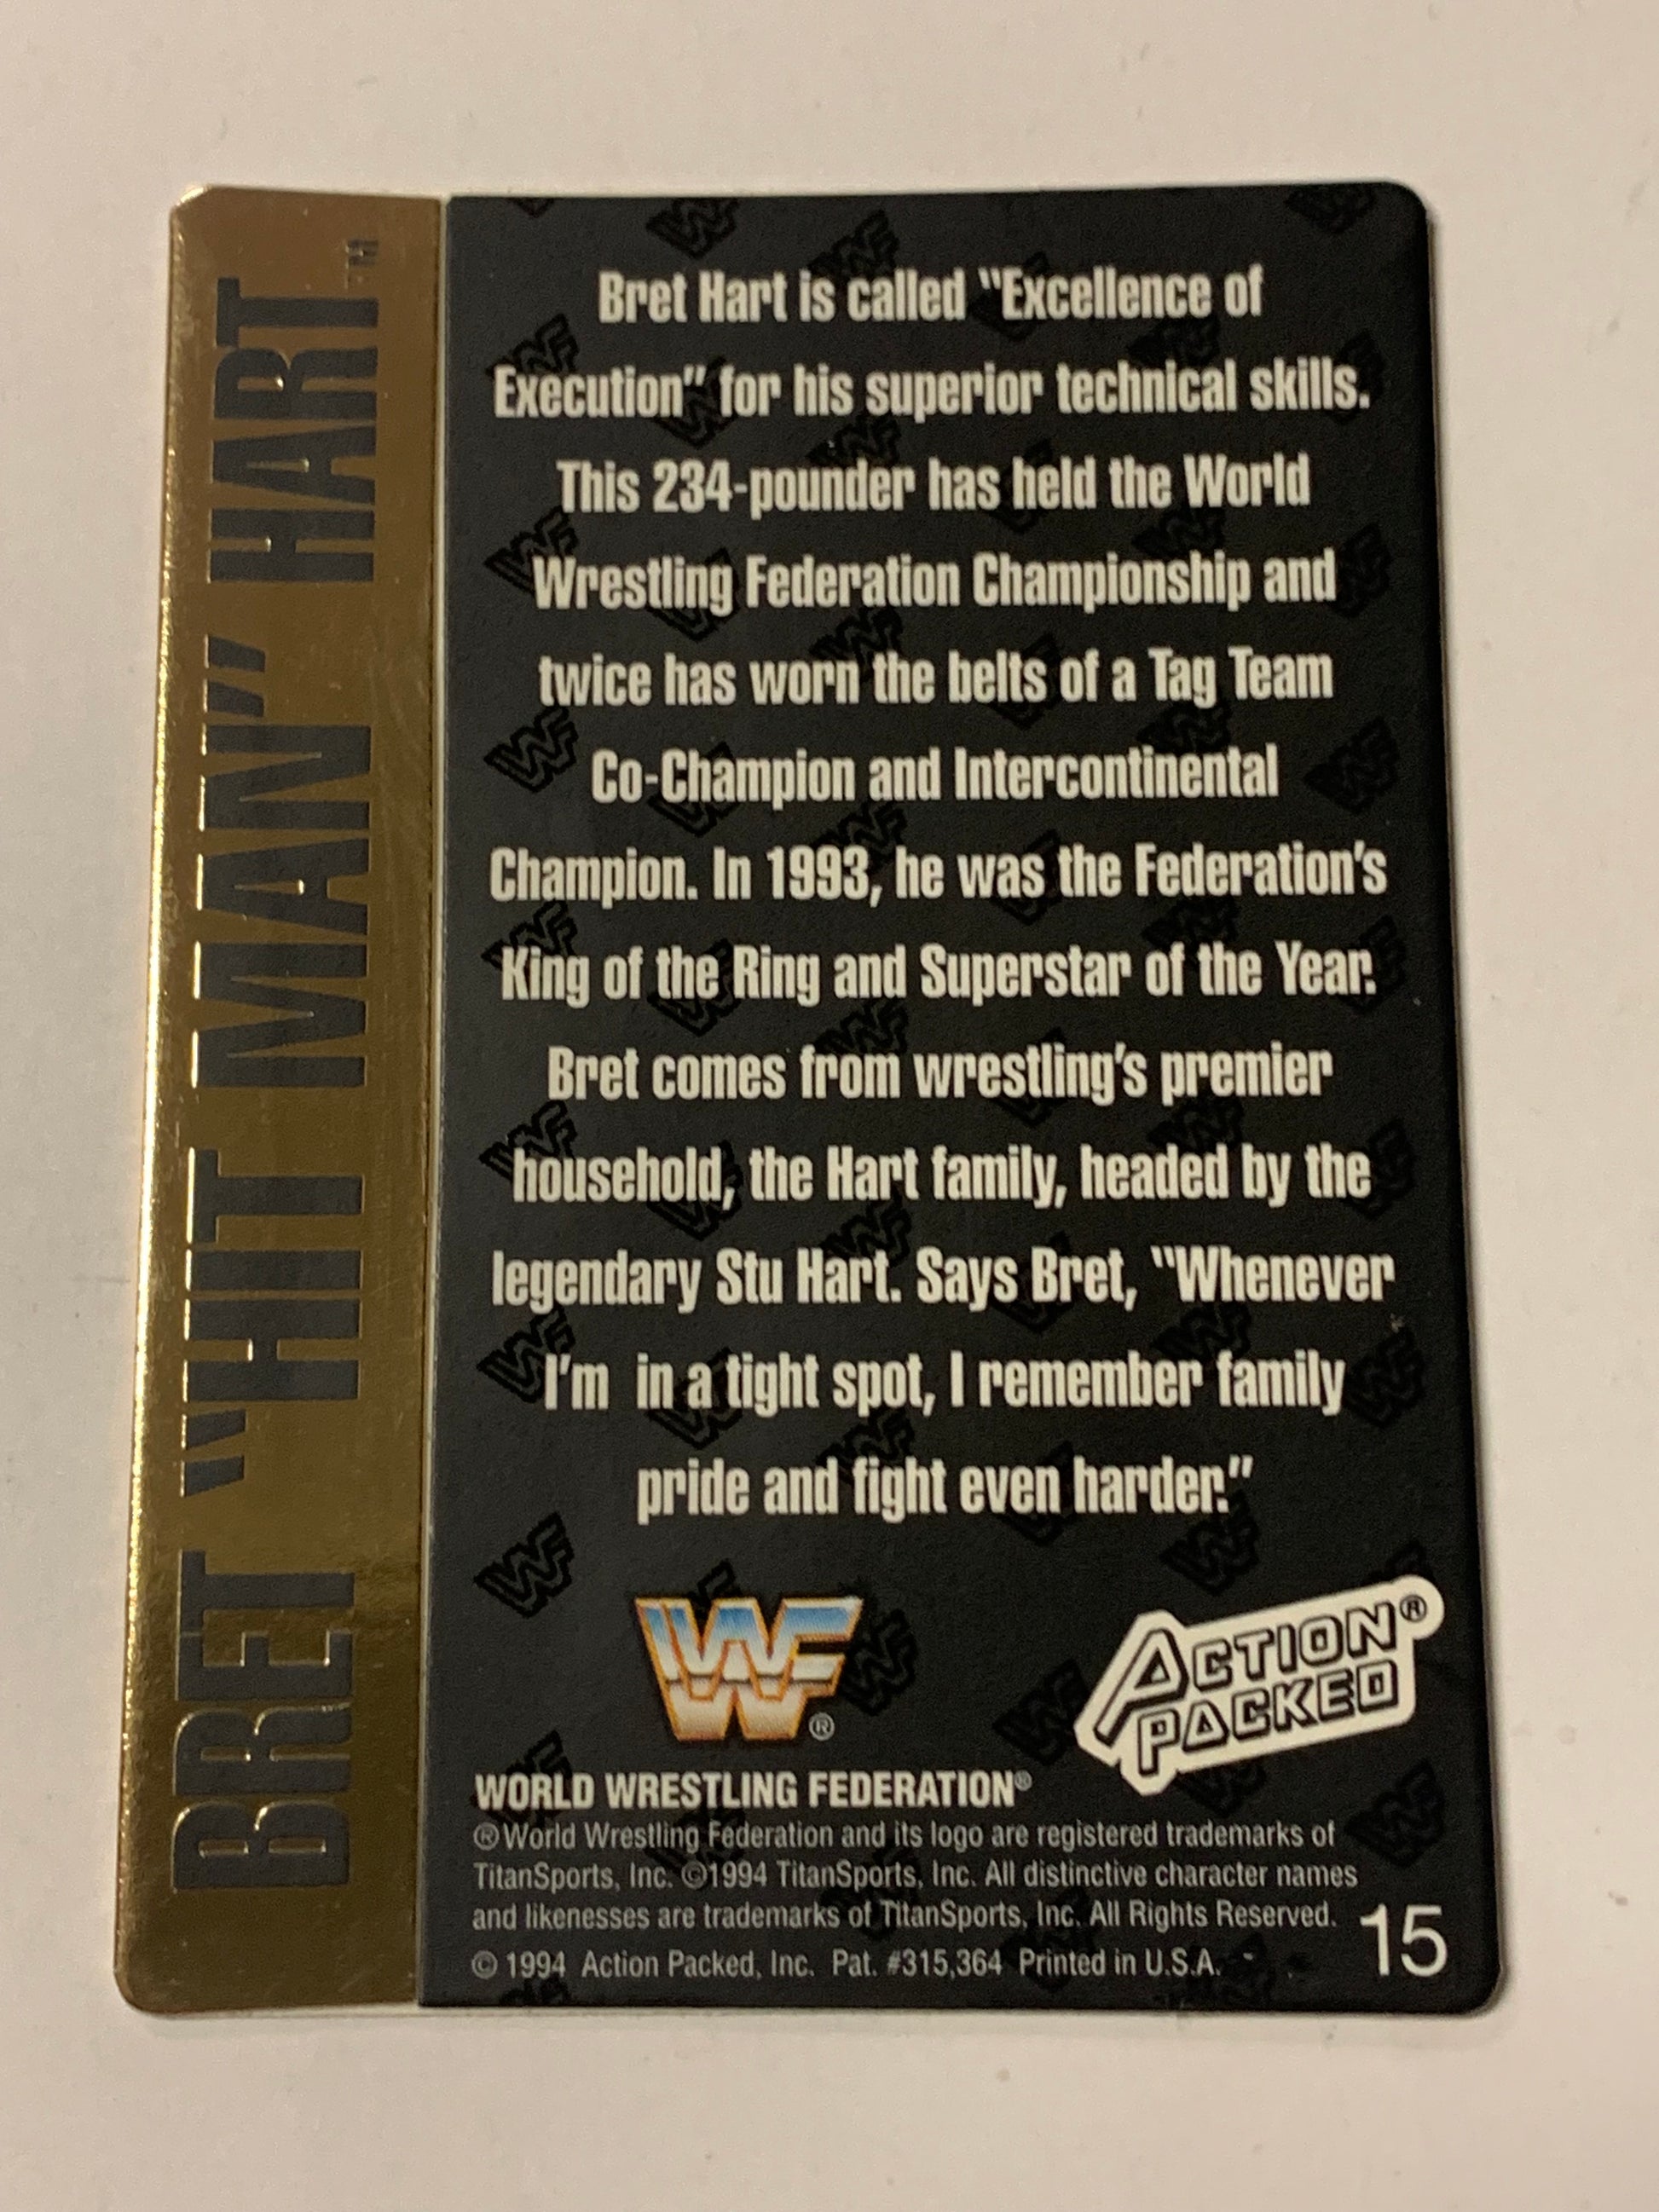 BRET "HIT MAN" HART™
Bret Hart is called "Excellence of
Execution" for his superior technical skills.
This 234-pounder has held the World
Wrestling Federation Championship and
twice has worn the belts of a Tag Team
Co-Champion and Intercontinental
Champion. In 1993, he was the Federation's
King of the Ring and Superstar of the Year.
Bret comes from wrestling's premier
household, the Hart family, headed by the
legendary Stu Hart. Says Bret, "Whenever
I'm in a tight spot, I remember family
pride and fight even harder."
WF®
ACTION®
PACKED
WORLD WRESTLING FEDERATION®
®World Wrestling Federation and its logo are registered trademarks of
TitanSports, Inc. ©1994 TitanSports, Inc. All distinctive character names
and likenesses are trademarks of TitanSports, Inc. All Rights Reserved.
© 1994 Action Packed, Inc. Pat. #315,364 Printed in U.S.A.
15